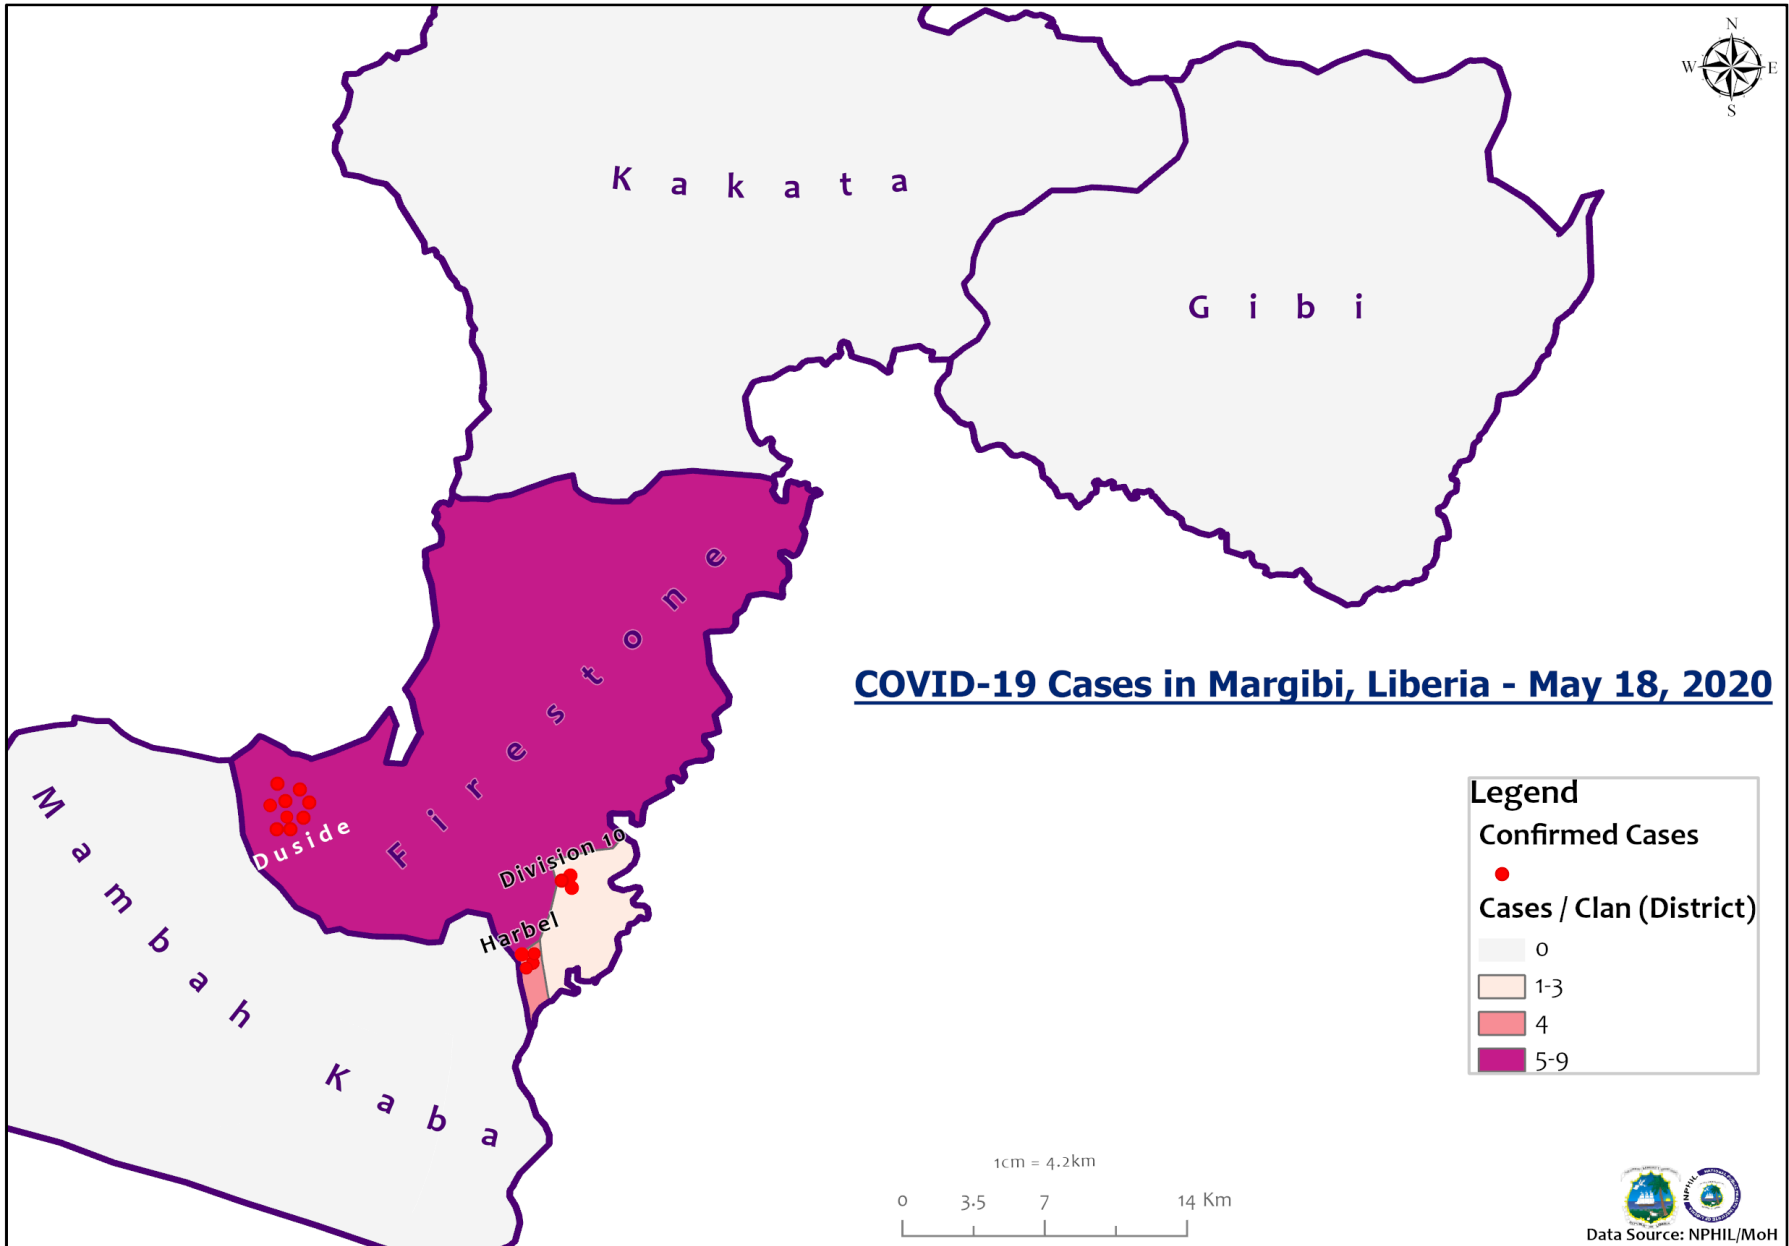 N
W E
S
Kakata
Gibi
Firestone
COVID-19 Cases in Margibi, Liberia - May 18, 2020
Mambah Kaba
Duside
Division 10
Harbel
Legend
Confirmed Cases
Cases / Clan (District)
0
1-3
4
5-9
1cm = 4.2km
0 3.5 7 14 Km
NPHIL
Data Source: NPHIL/MoH